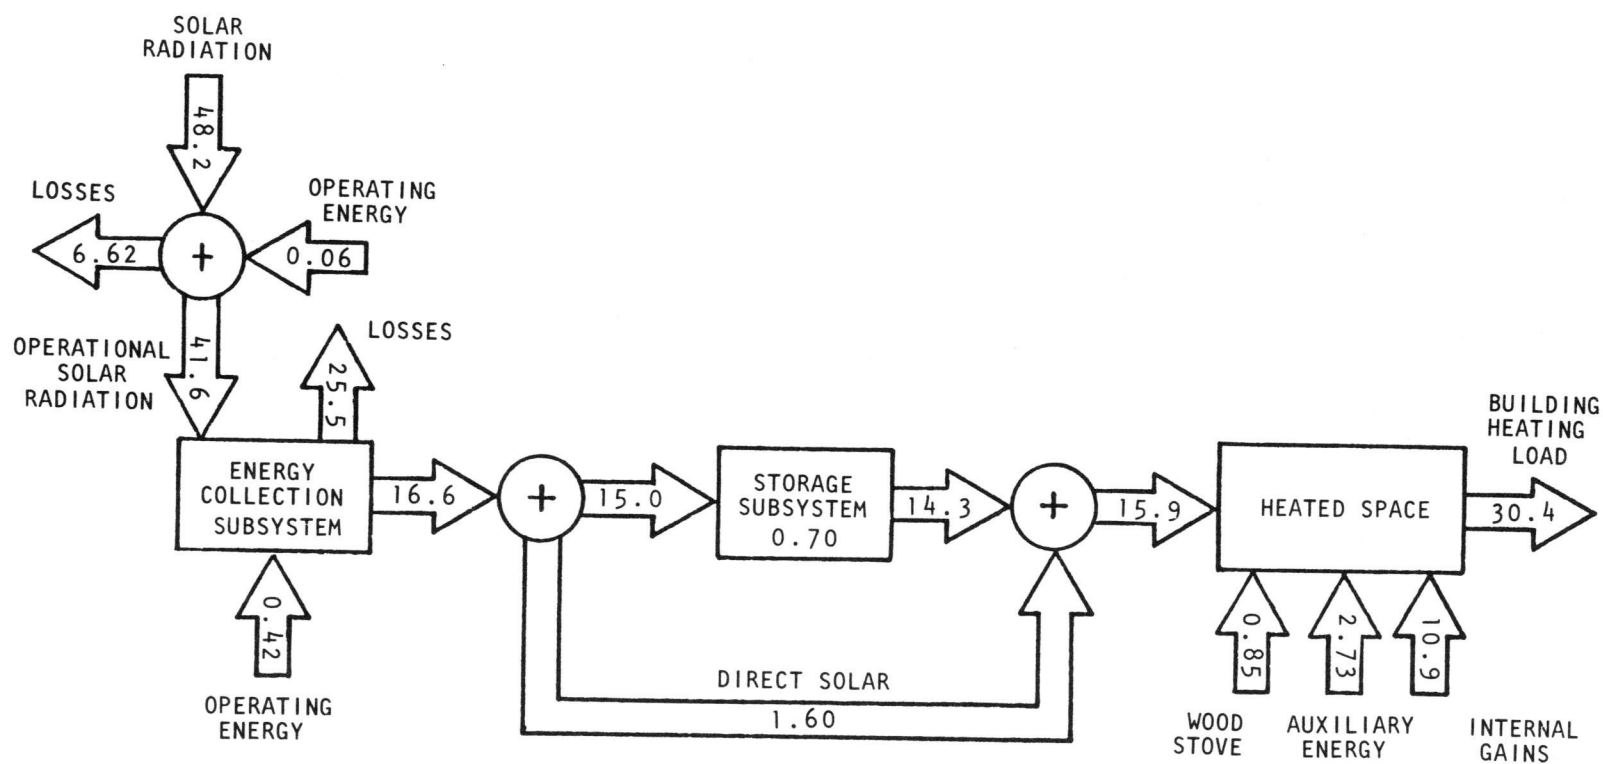 SOLAR
RADIATION
48.2
LOSSES
6.62
+
OPERATING
ENERGY
0.06
OPERATIONAL
SOLAR
RADIATION
41.6
LOSSES
25.5
ENERGY
COLLECTION
SUBSYSTEM
0.42
OPERATING
ENERGY
16.6
+
15.0
STORAGE
SUBSYSTEM
0.70
14.3
+
15.9
DIRECT SOLAR
1.60
HEATED SPACE
BUILDING
HEATING
LOAD
30.4
0.85
WOOD
STOVE
2.73
AUXILIARY
ENERGY
10.9
INTERNAL
GAINS